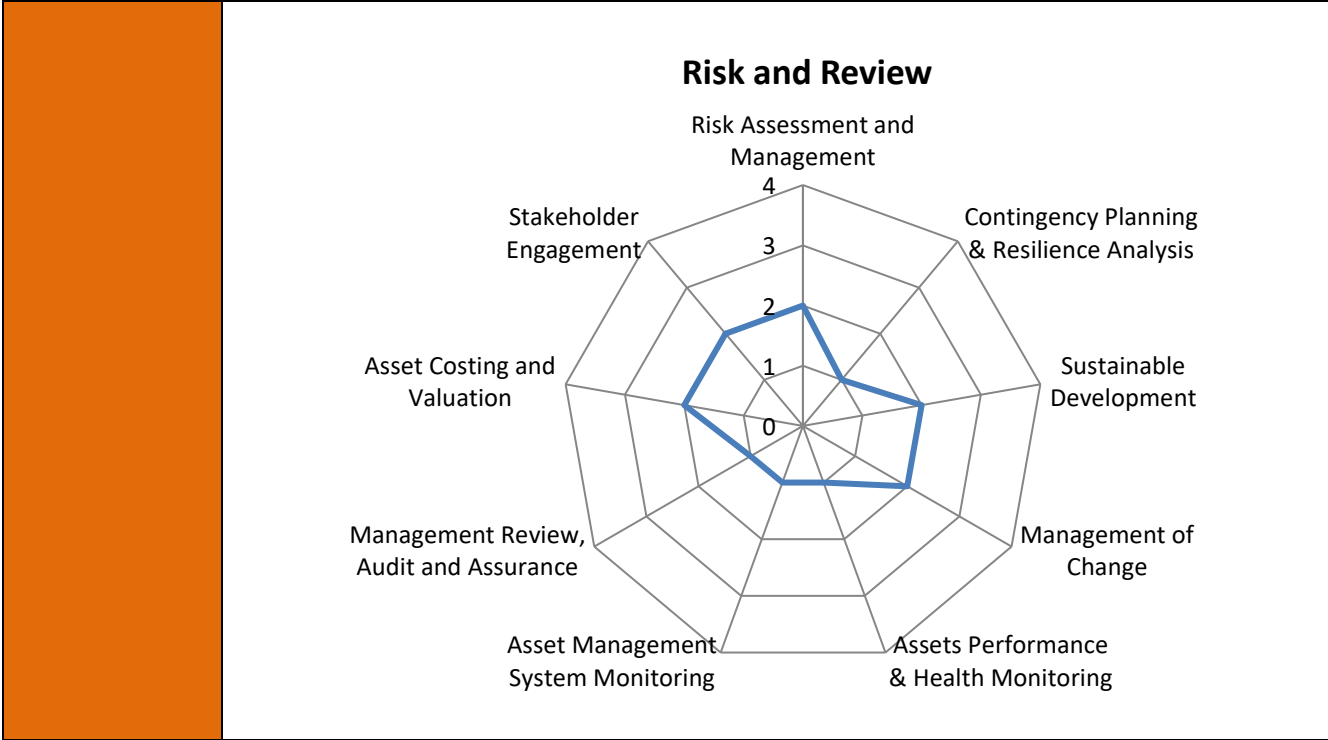 Risk and Review
Risk Assessment and
Management
4
3
2
1
0
Contingency Planning
& Resilience Analysis
Sustainable
Development
Management of
Change
Assets Performance
& Health Monitoring
Asset Management
System Monitoring
Management Review,
Audit and Assurance
Asset Costing and
Valuation
Stakeholder
Engagement